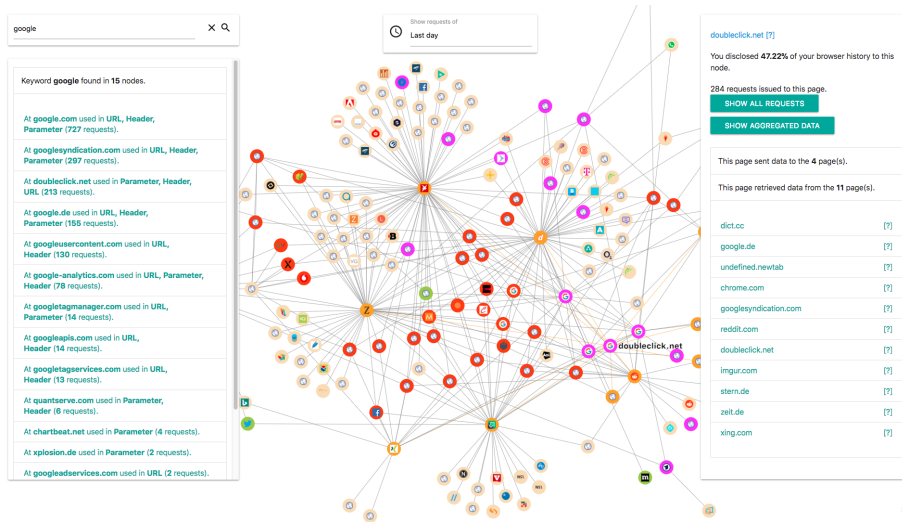 google
Show requests of
Last day
Keyword google found in 15 nodes.
At google.com used in URL, Header,
Parameter (727 requests).
At googlesyndication.com used in URL, Header,
Parameter (297 requests).
At doubleclick.net used in Parameter, Header,
URL (213 requests).
At google.de used in URL, Header,
Parameter (155 requests).
At googleusercontent.com used in URL,
Header (130 requests).
At google-analytics.com used in URL, Parameter,
Header (78 requests).
At googletagmanager.com used in URL,
Parameter (14 requests).
At googleapis.com used in URL,
Header (14 requests).
At googletagservices.com used in URL,
Header (13 requests).
At quantserve.com used in Parameter,
Header (6 requests).
At chartbeat.net used in Parameter (4 requests).
At xplosion.de used in Parameter (2 requests).
At googleadservices.com used in URL (2 requests).
doubleclick.net
doubleclick.net [?]
You disclosed 47.22% of your browser history to this
node.
284 requests issued to this page.
SHOW ALL REQUESTS
SHOW AGGREGATED DATA
This page sent data to the 4 page(s).
This page retrieved data from the 11 page(s).
dict.cc [?]
google.de [?]
undefined.newtab [?]
chrome.com [?]
googlesyndication.com [?]
reddit.com [?]
doubleclick.net [?]
imgur.com [?]
stern.de [?]
zeit.de [?]
xing.com [?]